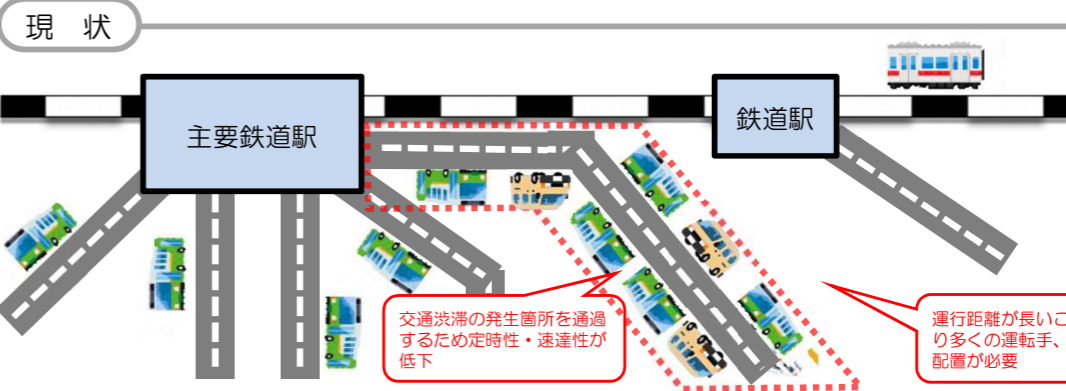 現 状
主要鉄道駅
鉄道駅
交通渋滞の発生箇所を通過
するため定時性・速達性が
低下
運行距離が長いこ
り多くの運転手、
配置が必要